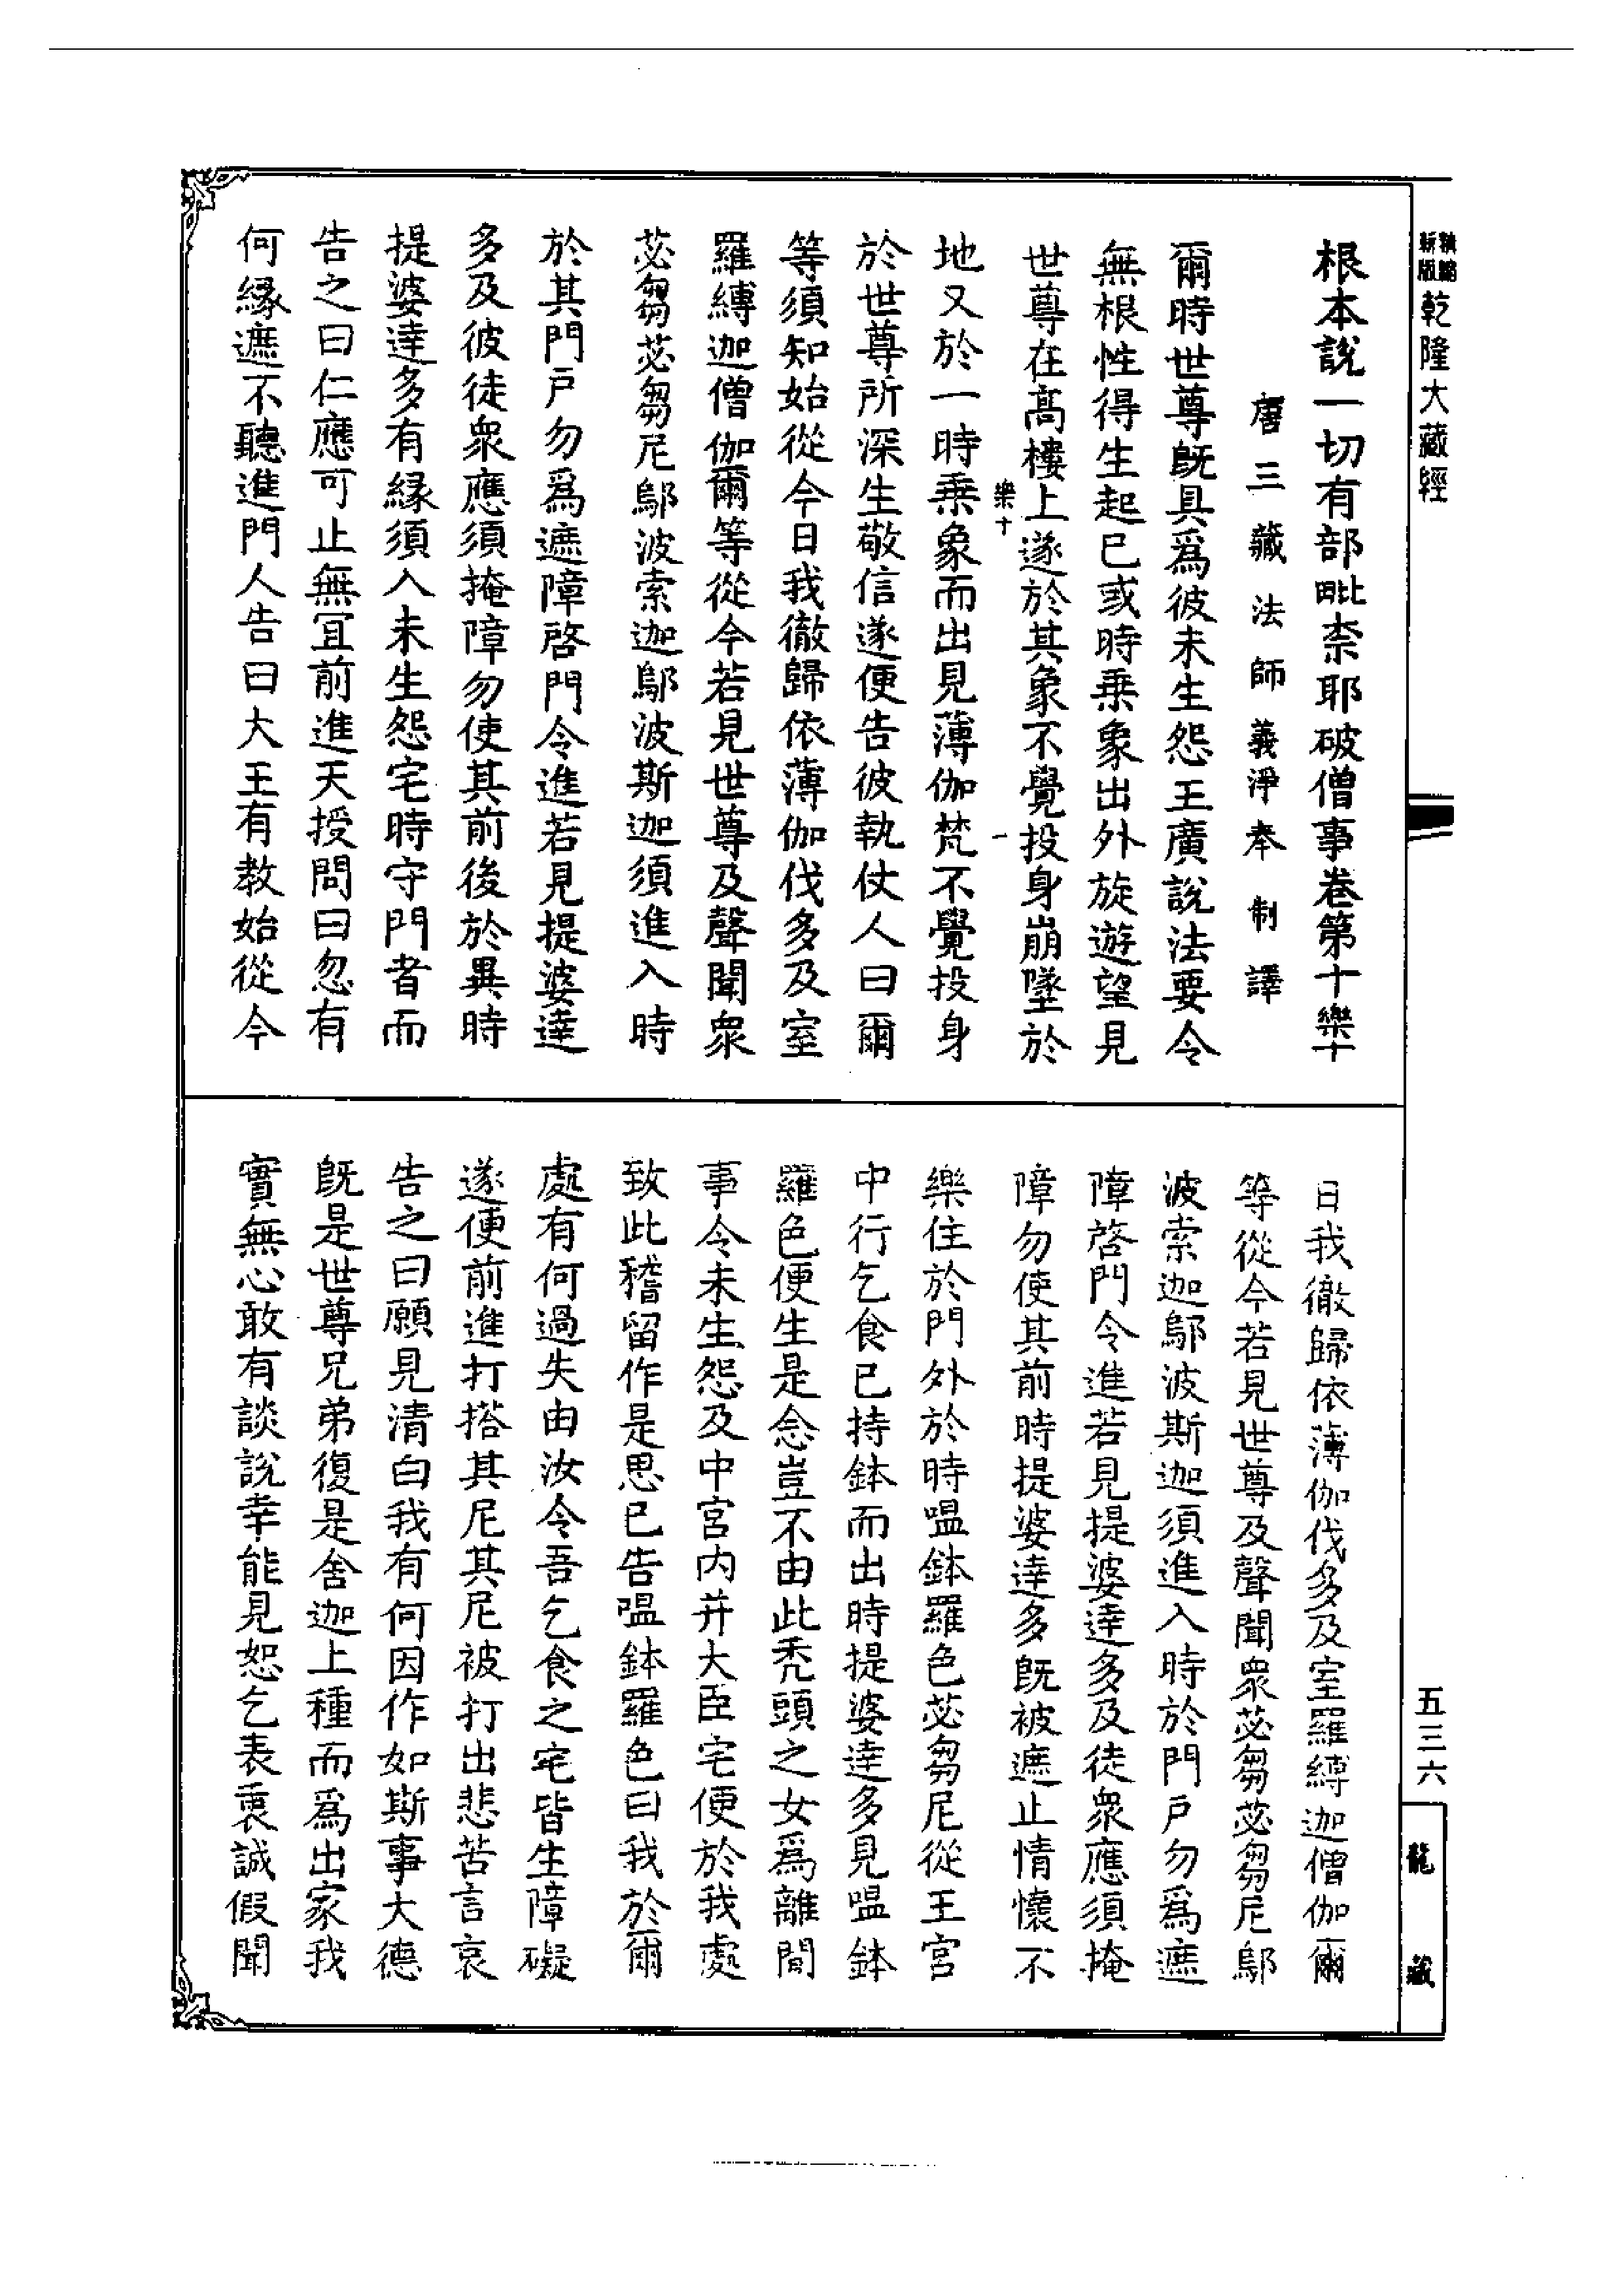 精縮新版乾隆大藏經
根本說一切有部毗柰耶破僧事卷第十樂十
唐三藏法師義淨奉制譯
爾時世尊既具爲彼未生怨王廣說法要令
無根性得生起已或時乗象出外旋遊望見
世尊在高樓上遂於其象不覺投身崩墜於
樂十
一
地又於一時乗象而出見薄伽梵不覺投身
於世尊所深生敬信遂便告彼執仗人曰爾
等須知始從今日我徹歸依薄伽伐多及室
羅縛迦僧伽爾等從今若見世尊及聲聞衆
苾芻苾芻尼鄔波索迦鄔波斯迦須進入時
於其門戶勿爲遮障啓門令進若見提婆達
多及彼徒衆應須掩障勿使其前後於異時
提婆達多有緣須入未生怨宅時守門者而
告之曰仁應可止無宜前進天授問曰忽有
何緣遮不聽進門人告曰大王有教始從今
日我徹歸依薄伽伐多及室羅縛迦僧伽爾
等從今若見世尊及聲聞衆苾芻苾芻尼鄔
波索迦鄔波斯迦須進入時於門戶勿爲遮
障啓門令進若見提婆達多及徒衆應須掩
障勿使其前時提婆達多既被遮止情懷不
樂住於門外於時嗢鉢羅色苾芻尼從王宮
中行乞食已持鉢而出時提婆達多見嗢鉢
羅色便生是念豈不由此禿頭之女爲離間
事令未生怨及中宮內并大臣宅便於我處
致此稽留作是思已告嗢鉢羅色曰我於爾
處有何過失由汝令吾乞食之宅皆生障礙
遂便前進打搭其尼其尼被打出悲苦言哀
告之曰願見清白我有何因作如斯事大德
既是世尊兄弟復是舍迦上種而爲出家我
實無心敢有談說幸能見恕乞表衷誠假聞
五三六
龍藏